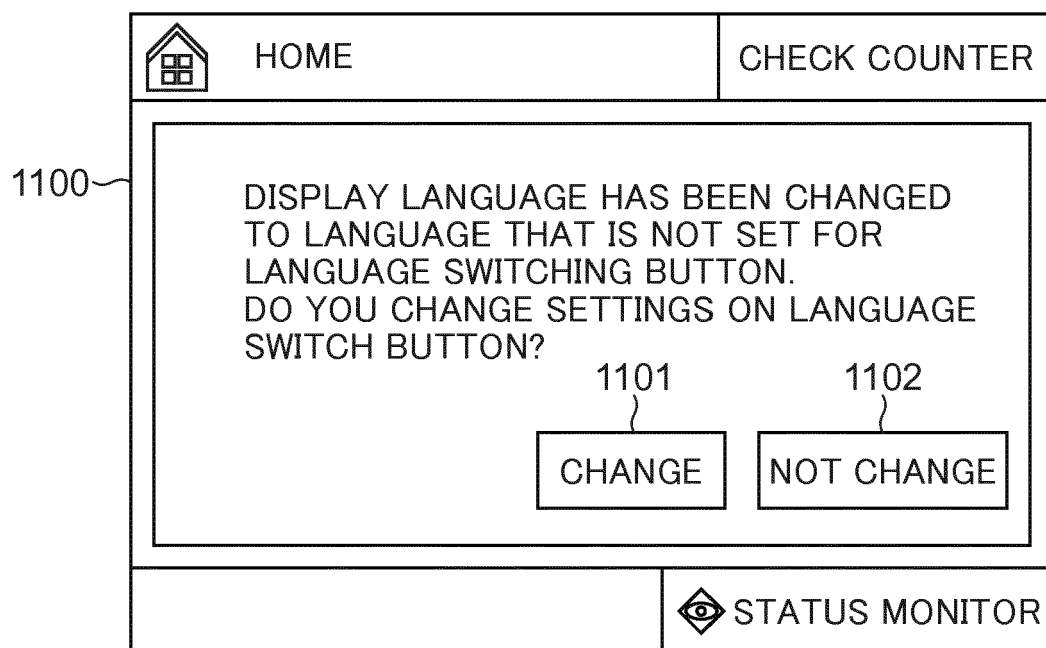 HOME
CHECK COUNTER
1100
DISPLAY LANGUAGE HAS BEEN CHANGED
TO LANGUAGE THAT IS NOT SET FOR
LANGUAGE SWITCHING BUTTON.
DO YOU CHANGE SETTINGS ON LANGUAGE
SWITCH BUTTON?
1101
1102
CHANGE
NOT CHANGE
STATUS MONITOR